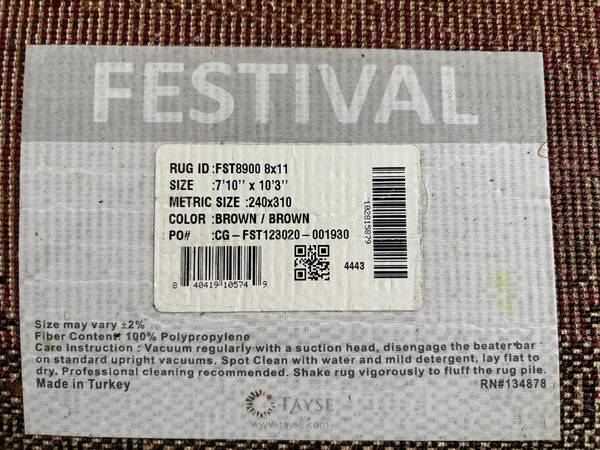 FESTIVAL
RUG ID :FST8900 8x11
SIZE :7'10'' x 10'3''
METRIC SIZE :240x310
COLOR :BROWN / BROWN
PO# :CG-FST123020-001930
102815879
4443
8 40419 10574 9
Size may vary ±2%
Fiber Content: 100% Polypropylene
Care instruction : Vacuum regularly with a suction head, disengage the beater bar
on standard upright vacuums. Spot Clean with water and mild detergent, lay flat to
dry. Professional cleaning recommended. Shake rug vigorously to fluff the rug pile.
Made in Turkey RN#134878
TAYSE
www.tayse.com